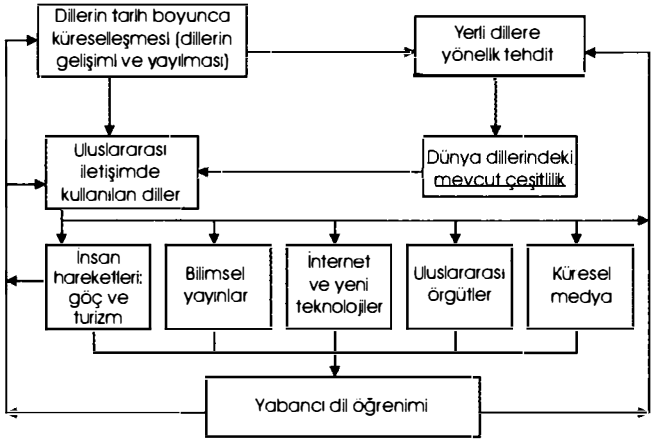 Dillerin tarih boyunca
küreselleşmesi (dillerin
gelişimi ve yayılması)
Yerli dillere
yönelik tehdit
Uluslararası
iletişimde
kullanılan diller
Dünya dillerindeki
mevcut çeşitlilik
İnsan
hareketleri:
göç ve
turizm
Bilimsel
yayınlar
İnternet
ve yeni
teknolojiler
Uluslararası
örgütler
Küresel
medya
Yabancı dil öğrenimi